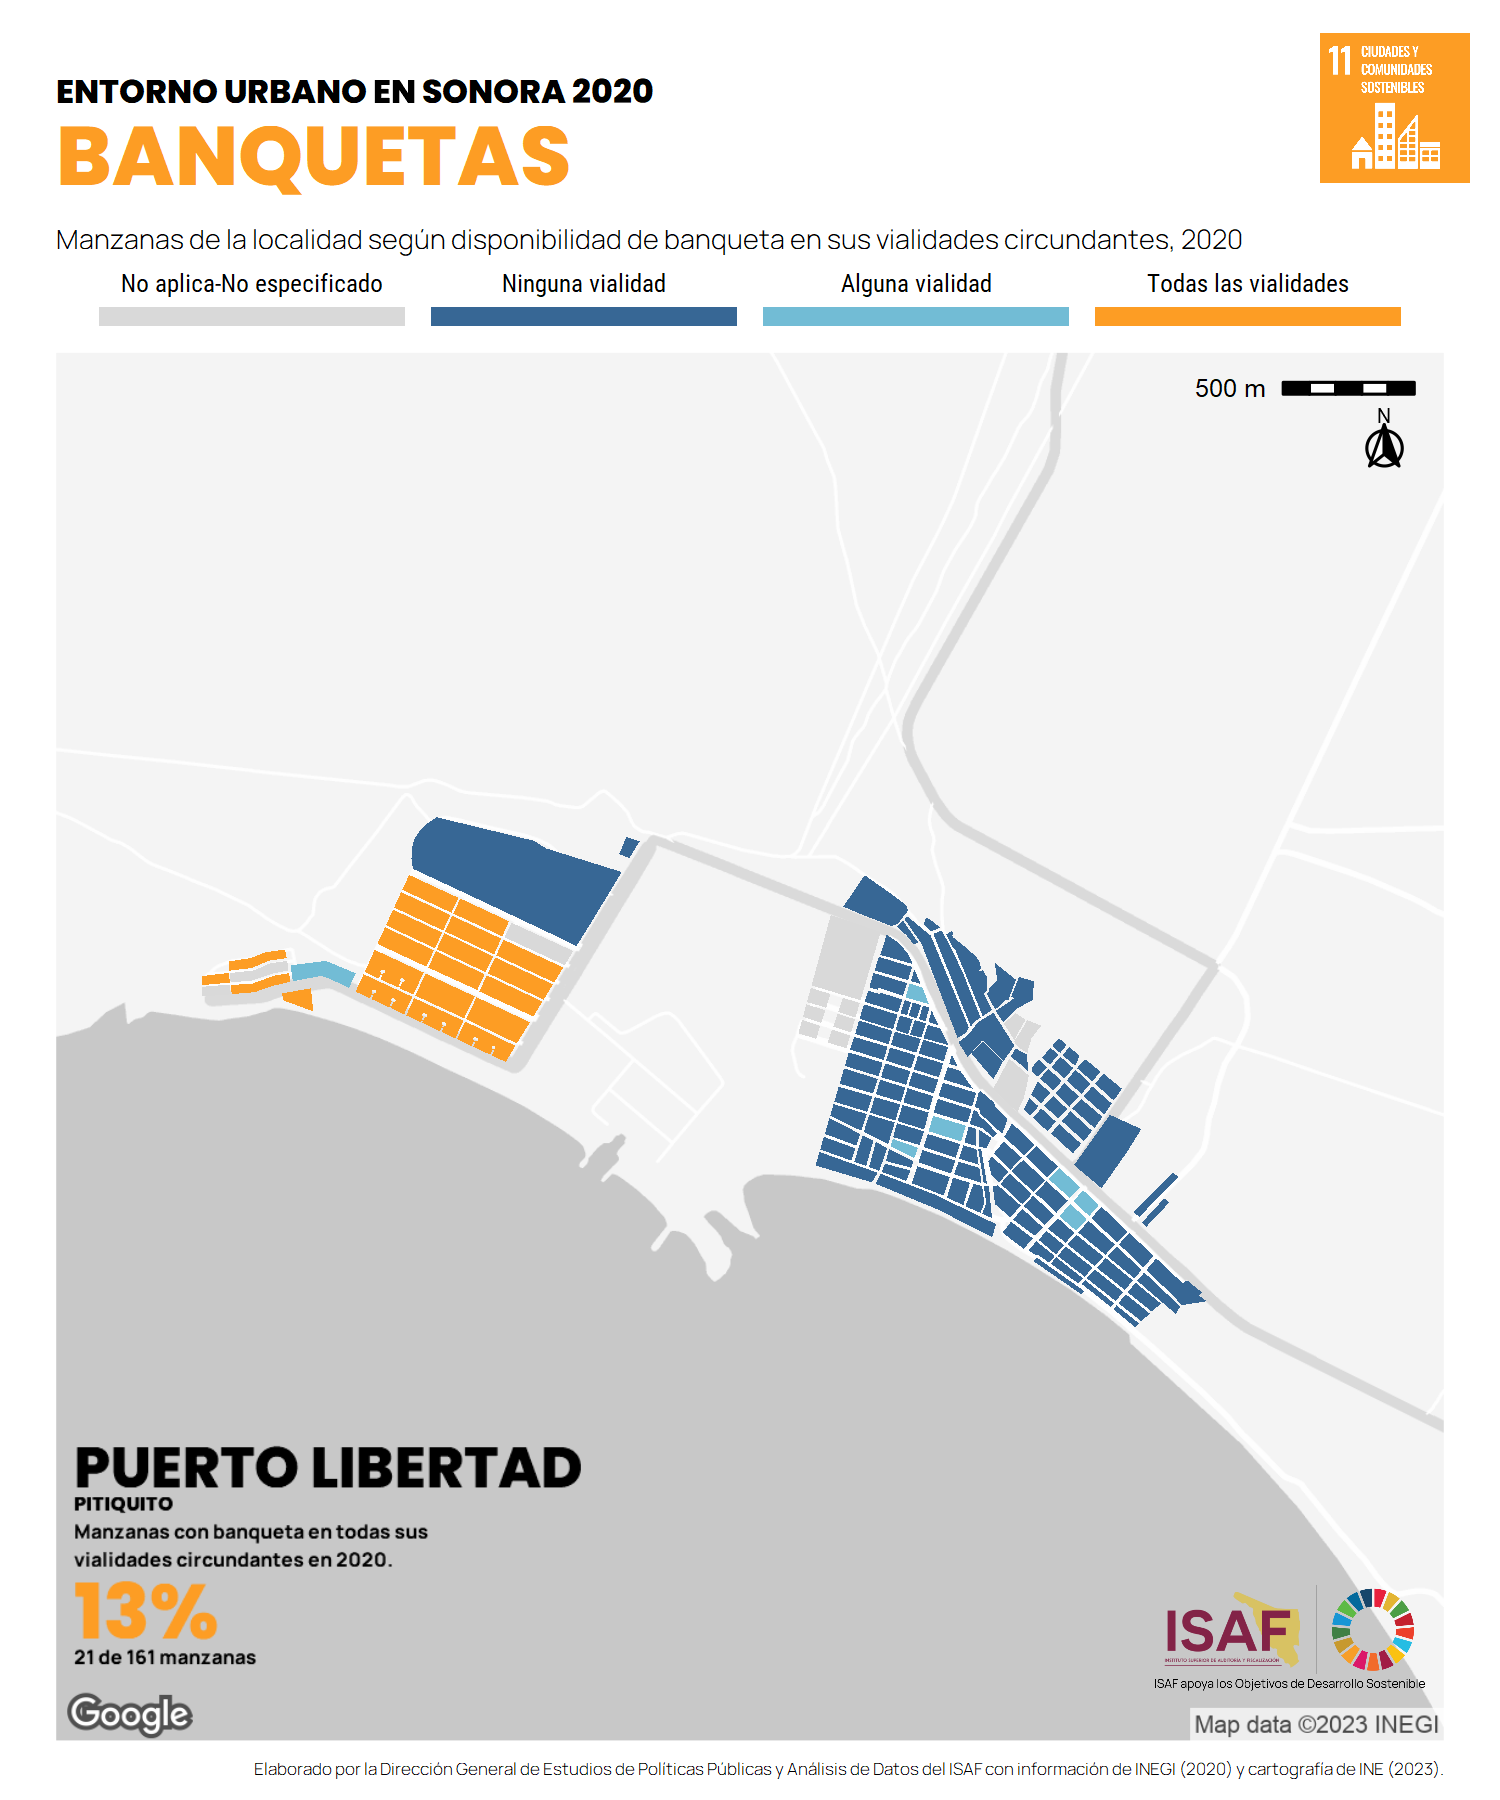 11 CIUDADES Y
COMUNIDADES
SOSTENIBLES
ENTORNO URBANO EN SONORA 2020
BANQUETAS
Manzanas de la localidad según disponibilidad de banqueta en sus vialidades circundantes, 2020
No aplica-No especificado Ninguna vialidad Alguna vialidad Todas las vialidades
500 m
N
PUERTO LIBERTAD
PITIQUITO
Manzanas con banqueta en todas sus
vialidades circundantes en 2020.
13%
21 de 161 manzanas
ISAF
INSTITUTO SUPERIOR DE AUDITORÍA Y FISCALIZACIÓN
ISAF apoya los Objetivos de Desarrollo Sostenible
Google
Map data ©2023 INEGI
Elaborado por la Dirección General de Estudios de Políticas Públicas y Análisis de Datos del ISAF con información de INEGI (2020) y cartografía de INE (2023).